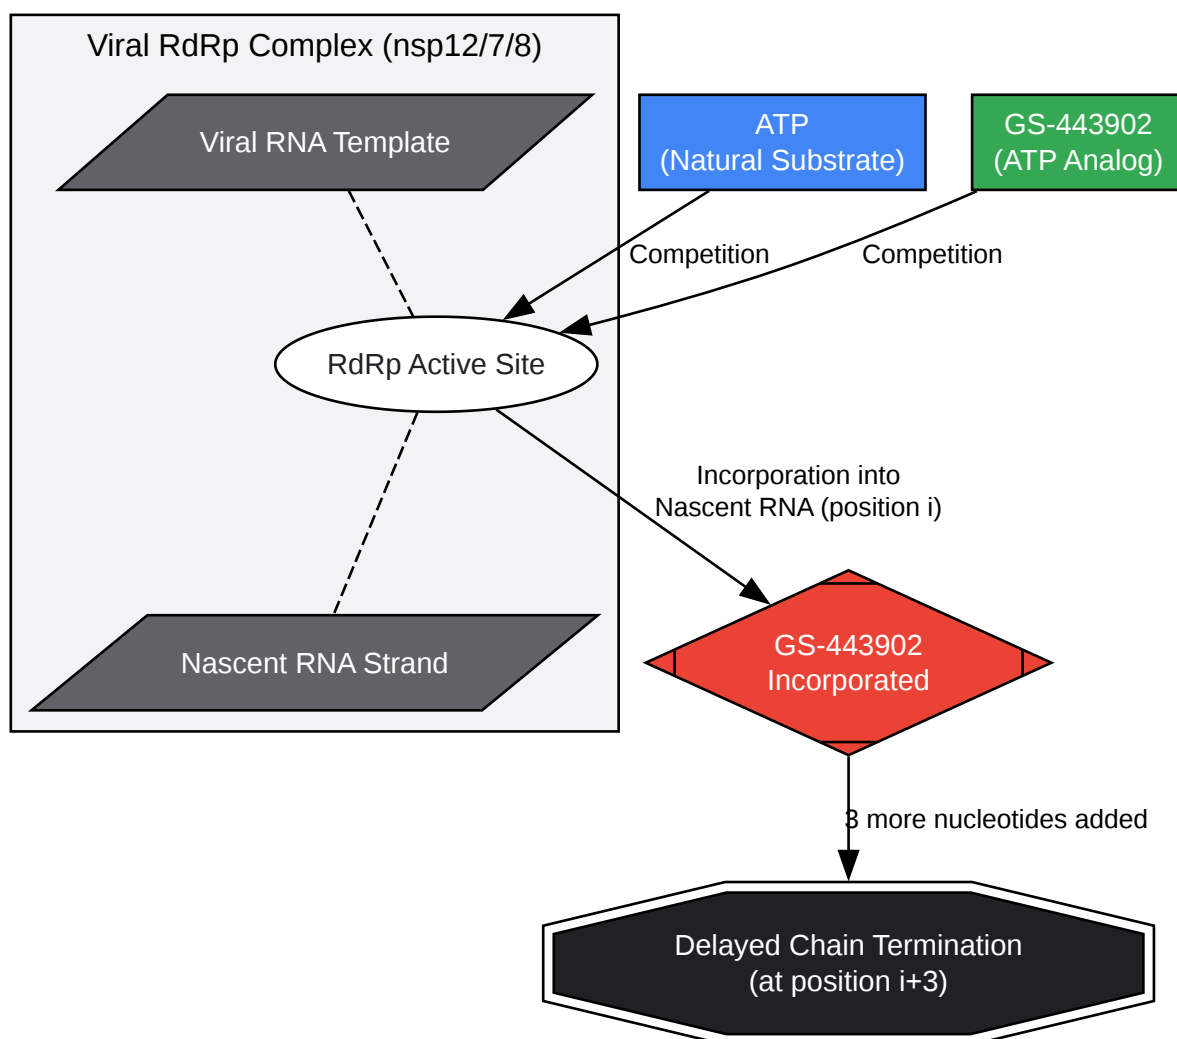 Viral RdRp Complex (nsp12/7/8)
Viral RNA Template
ATP
(Natural Substrate)
GS-443902
(ATP Analog)
Competition
Competition
RdRp Active Site
Incorporation into
Nascent RNA (position i)
Nascent RNA Strand
GS-443902
Incorporated
3 more nucleotides added
Delayed Chain Termination
(at position i+3)